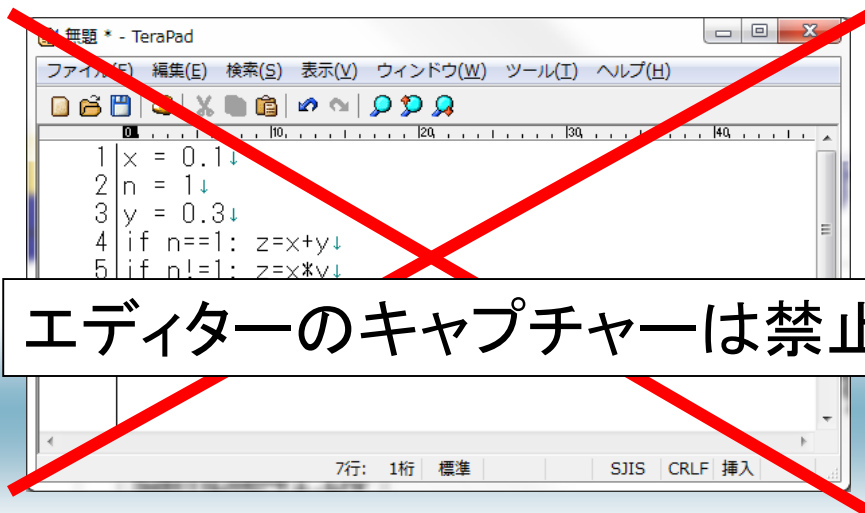 無題 * - TeraPad
ファイル(F) 編集(E) 検索(S) 表示(V) ウィンドウ(W) ツール(T) ヘルプ(H)
0 10 20 30 40
1 x = 0.1↓
2 n = 1↓
3 y = 0.3↓
4 if n==1: z=x+y↓
5 if n!=1: z=x*y↓
エディターのキャプチャーは禁止
7行: 1桁 標準 SJIS CRLF 挿入